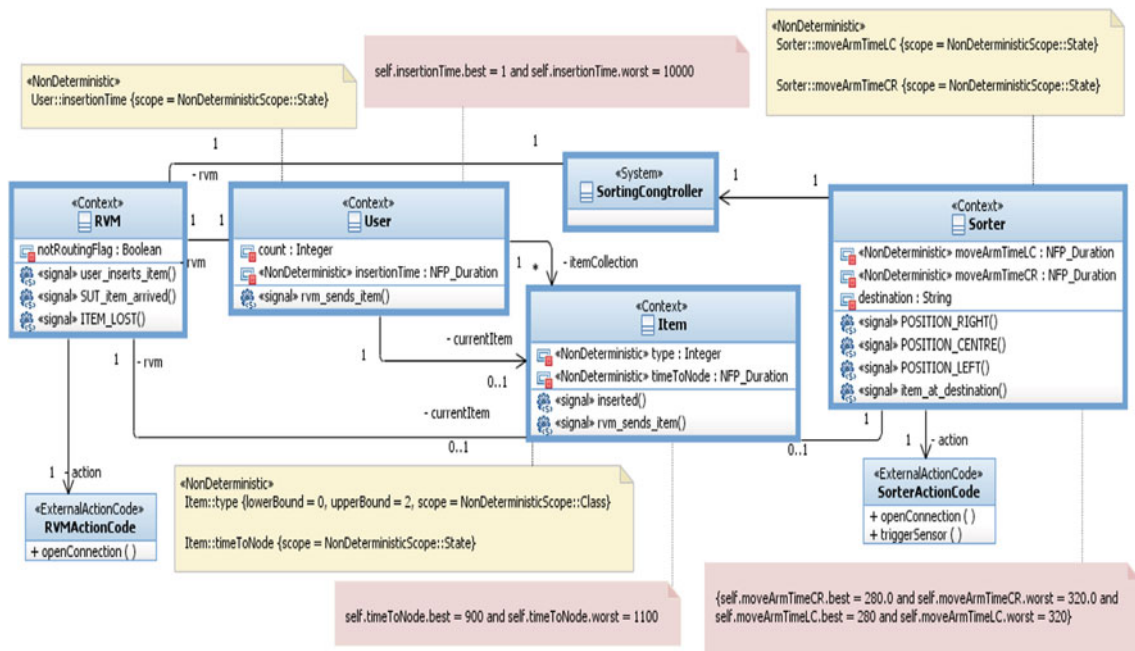 «NonDeterministic»
User::insertionTime {scope = NonDeterministicScope::State}
self.insertionTime.best = 1 and self.insertionTime.worst = 10000
«NonDeterministic»
Sorter::moveArmTimeLC {scope = NonDeterministicScope::State}
Sorter::moveArmTimeCR {scope = NonDeterministicScope::State}
1
- rvm
1
«System»
SortingCongtroller
1
1
«Context»
RVM
notRoutingFlag : Boolean
«signal» user_inserts_item()
«signal» SUT_item_arrived()
«signal» ITEM_LOST()
1
1
- rvm
«Context»
User
count : Integer
«NonDeterministic» insertionTime : NFP_Duration
«signal» rvm_sends_item()
1
*
- itemCollection
«Context»
Sorter
«NonDeterministic» moveArmTimeLC : NFP_Duration
«NonDeterministic» moveArmTimeCR : NFP_Duration
destination : String
«signal» POSITION_RIGHT()
«signal» POSITION_CENTRE()
«signal» POSITION_LEFT()
«signal» item_at_destination()
«Context»
Item
«NonDeterministic» type : Integer
«NonDeterministic» timeToNode : NFP_Duration
«signal» inserted()
«signal» rvm_sends_item()
1
- currentItem
0..1
1
- rvm
- currentItem
0..1
1
0..1
1
- action
1
- action
«ExternalActionCode»
RVMActionCode
+ openConnection ( )
«ExternalActionCode»
SorterActionCode
+ openConnection ( )
+ triggerSensor ( )
«NonDeterministic»
Item::type {lowerBound = 0, upperBound = 2, scope = NonDeterministicScope::Class}
Item::timeToNode {scope = NonDeterministicScope::State}
self.timeToNode.best = 900 and self.timeToNode.worst = 1100
{self.moveArmTimeCR.best = 280.0 and self.moveArmTimeCR.worst = 320.0 and
self.moveArmTimeLC.best = 280 and self.moveArmTimeLC.worst = 320}